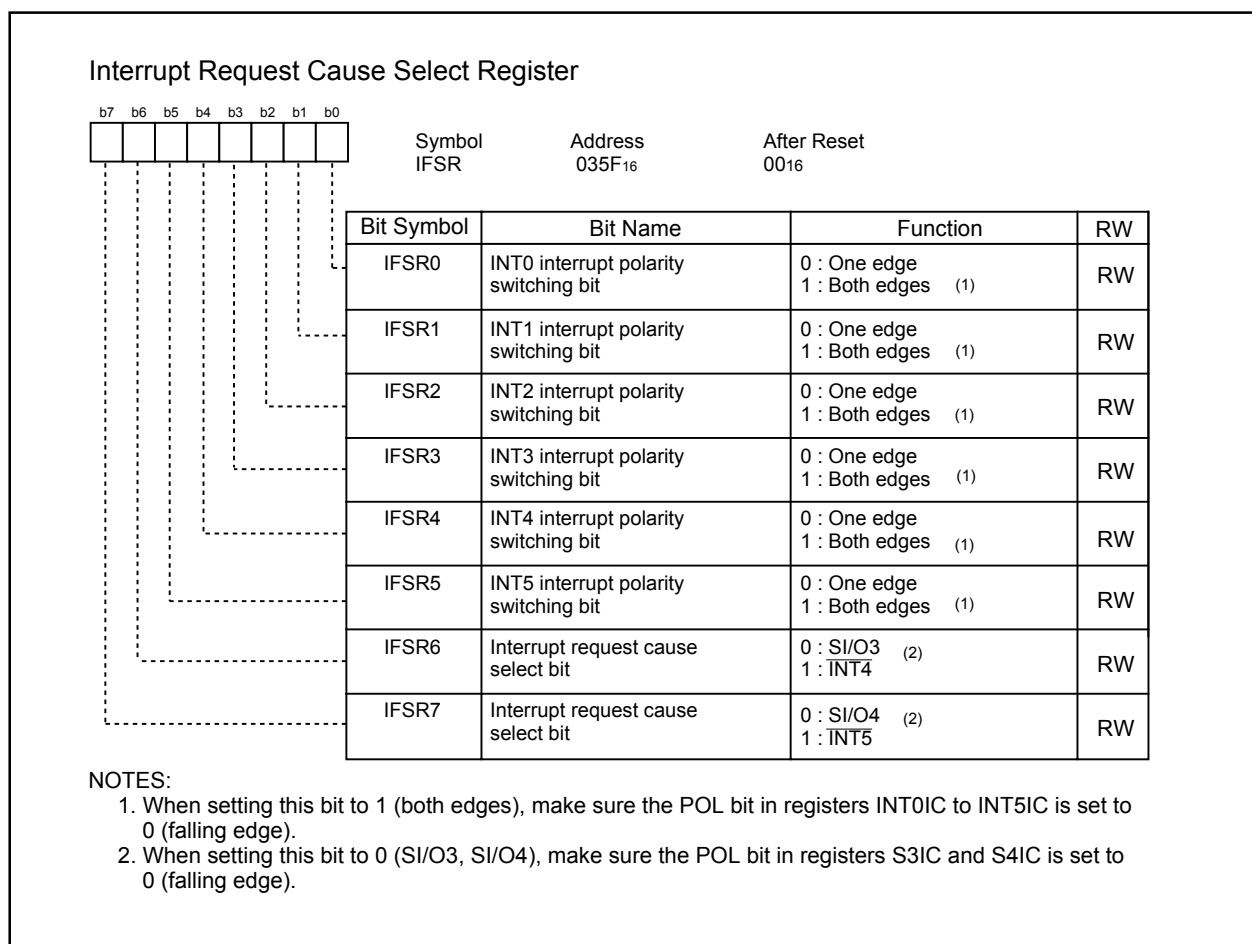 Interrupt Request Cause Select Register
b7 b6 b5 b4 b3 b2 b1 b0
Symbol Address After Reset
IFSR 035F16 0016
Bit Symbol Bit Name Function RW
IFSR0 INT0 interrupt polarity 0 : One edge
switching bit 1 : Both edges (1) RW
IFSR1 INT1 interrupt polarity 0 : One edge
switching bit 1 : Both edges (1) RW
IFSR2 INT2 interrupt polarity 0 : One edge
switching bit 1 : Both edges (1) RW
IFSR3 INT3 interrupt polarity 0 : One edge
switching bit 1 : Both edges (1) RW
IFSR4 INT4 interrupt polarity 0 : One edge
switching bit 1 : Both edges (1) RW
IFSR5 INT5 interrupt polarity 0 : One edge
switching bit 1 : Both edges (1) RW
IFSR6 Interrupt request cause 0 : SI/O3 (2)
select bit 1 : INT4 RW
IFSR7 Interrupt request cause 0 : SI/O4 (2)
select bit 1 : INT5 RW
NOTES:
1. When setting this bit to 1 (both edges), make sure the POL bit in registers INT0IC to INT5IC is set to
0 (falling edge).
2. When setting this bit to 0 (SI/O3, SI/O4), make sure the POL bit in registers S3IC and S4IC is set to
0 (falling edge).